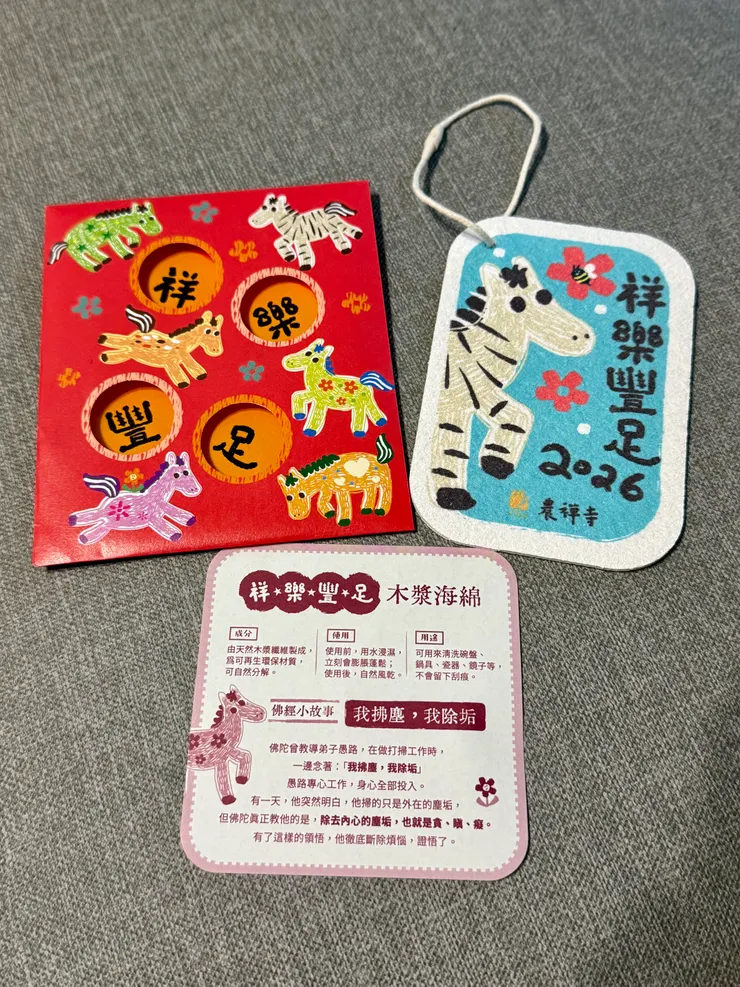 祥
樂
豐
足
祥樂豐足
2026
農禪寺
祥★樂★豐★足 木漿海綿
成分
由天然木漿纖維製成，
為可再生環保材質，
可自然分解。
使用
使用前，用水浸濕，
立刻會膨脹蓬鬆；
使用後，自然風乾。
用途
可用來清洗碗盤、
鍋具、瓷器、鏡子等，
不會留下刮痕。
佛經小故事
我拂塵，我除垢
佛陀曾教導弟子愚路，在做打掃工作時，
一邊念著：「我拂塵，我除垢」
愚路專心工作，身心全部投入。
有一天，他突然明白，他掃的只是外在的塵垢，
但佛陀真正教他的是，除去內心的塵垢，也就是貪、瞋、癡。
有了這樣的領悟，他徹底斷除煩惱，證悟了。